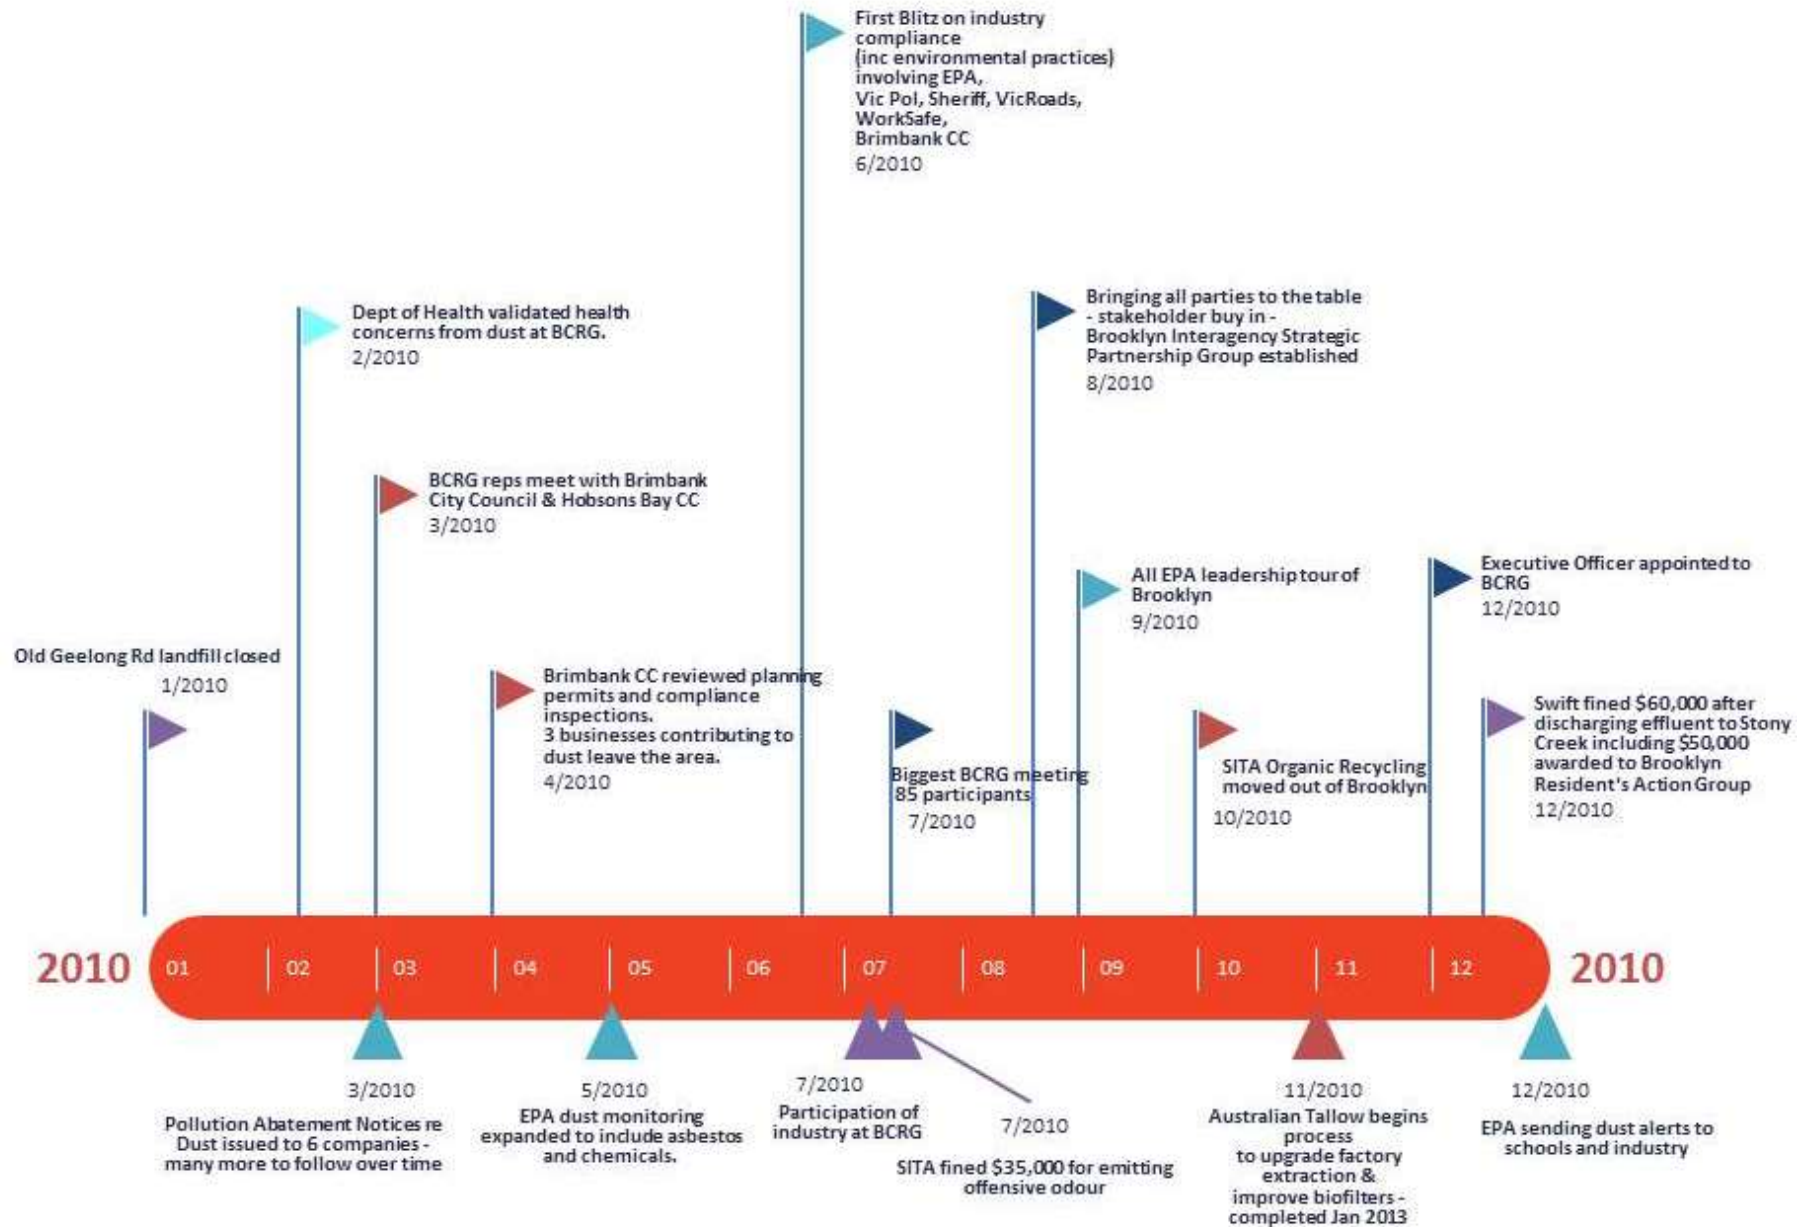 First Blitz on industry
compliance
(inc environmental practices)
involving EPA,
Vic Pol, Sheriff, VicRoads,
WorkSafe,
Brimbank CC
6/2010
Dept of Health validated health
concerns from dust at BCRG.
2/2010
Bringing all parties to the table
- stakeholder buy in -
Brooklyn Interagency Strategic
Partnership Group established
8/2010
BCRG reps meet with Brimbank
City Council & Hobsons Bay CC
3/2010
All EPA leadership tour of
Brooklyn
9/2010
Executive Officer appointed to
BCRG
12/2010
Old Geelong Rd landfill closed
1/2010
Brimbank CC reviewed planning
permits and compliance
inspections.
3 businesses contributing to
dust leave the area.
4/2010
Biggest BCRG meeting
85 participants
7/2010
SITA Organic Recycling
moved out of Brooklyn
10/2010
Swift fined $60,000 after
discharging effluent to Stony
Creek including $50,000
awarded to Brooklyn
Resident's Action Group
12/2010
2010 01 02 03 04 05 06 07 08 09 10 11 12 2010
3/2010
Pollution Abatement Notices re
Dust issued to 6 companies -
many more to follow over time
5/2010
EPA dust monitoring
expanded to include asbestos
and chemicals.
7/2010
Participation of
industry at BCRG
7/2010
SITA fined $35,000 for emitting
offensive odour
11/2010
Australian Tallow begins
process
to upgrade factory
extraction &
improve biofilters -
completed Jan 2013
12/2010
EPA sending dust alerts to
schools and industry